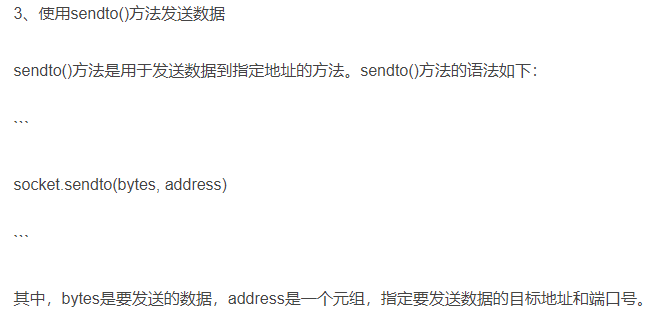 3、使用sendto()方法发送数据
sendto()方法是用于发送数据到指定地址的方法。sendto()方法的语法如下：
```
socket.sendto(bytes, address)
```
其中，bytes是要发送的数据，address是一个元组，指定要发送数据的目标地址和端口号。